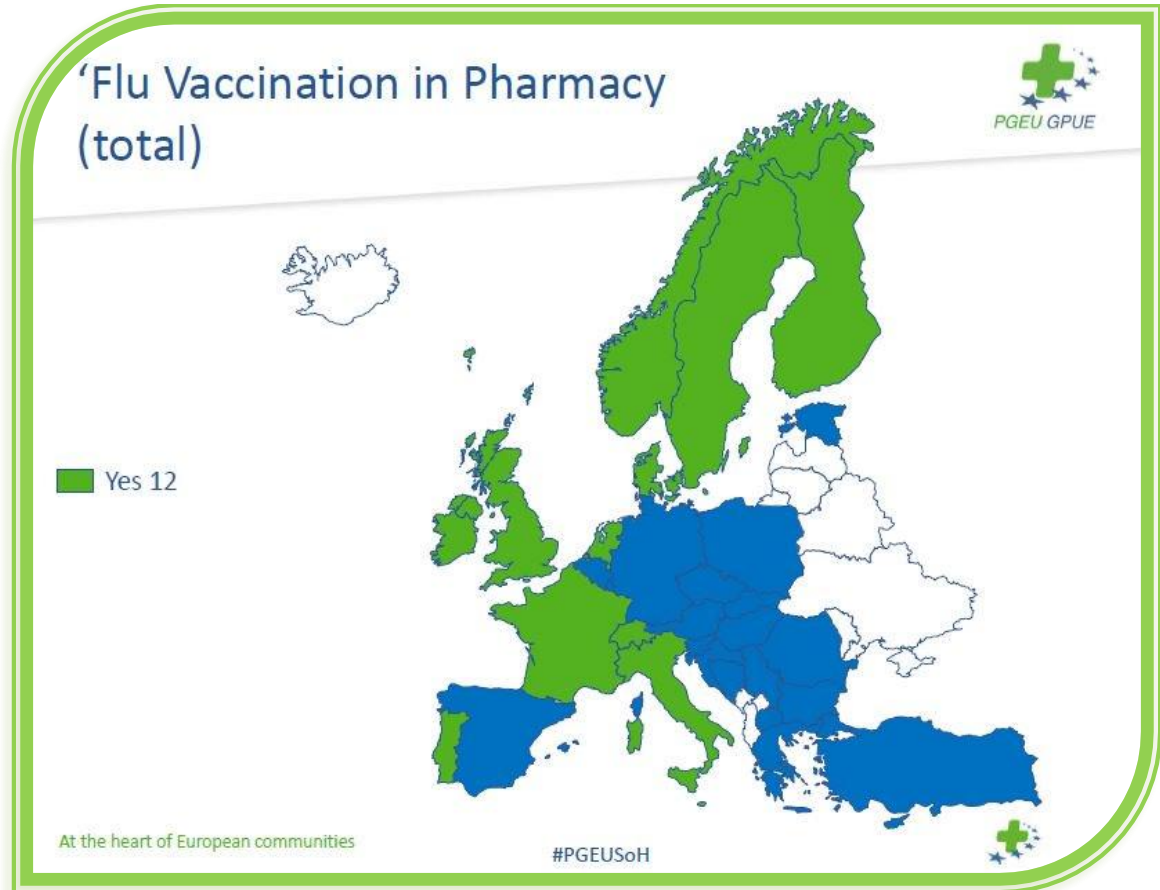 ‘Flu Vaccination in Pharmacy
(total)
PGEU GPUE
Yes 12
At the heart of European communities
#PGEUSoH